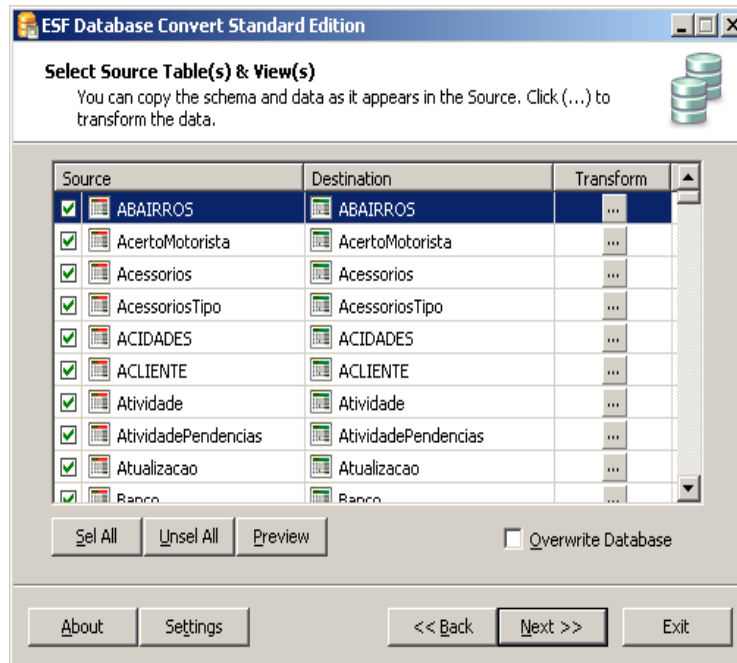 ESF Database Convert Standard Edition
Select Source Table(s) & View(s)
You can copy the schema and data as it appears in the Source. Click (...) to
transform the data.
Source Destination Transform
ABAIRROS ABAIRROS ...
AcertoMotorista AcertoMotorista ...
Acessorios Acessorios ...
AcessoriosTipo AcessoriosTipo ...
ACIDADES ACIDADES ...
ACLIENTE ACLIENTE ...
Atividade Atividade ...
AtividadePendencias AtividadePendencias ...
Atualizacao Atualizacao ...
Banco Banco ...
Sel All Unsel All Preview Overwrite Database
About Settings << Back Next >> Exit